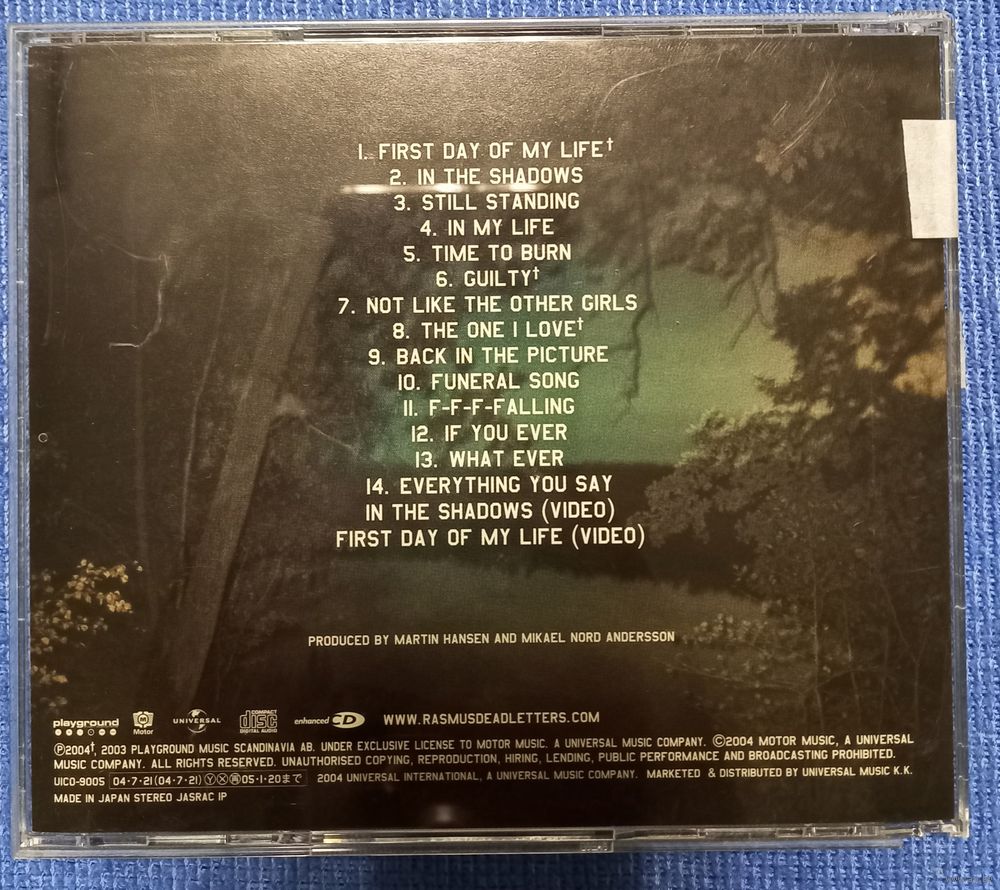 1. FIRST DAY OF MY LIFE†
2. IN THE SHADOWS
3. STILL STANDING
4. IN MY LIFE
5. TIME TO BURN
6. GUILTY†
7. NOT LIKE THE OTHER GIRLS
8. THE ONE I LOVE†
9. BACK IN THE PICTURE
10. FUNERAL SONG
11. F-F-F-FALLING
12. IF YOU EVER
13. WHAT EVER
14. EVERYTHING YOU SAY
IN THE SHADOWS (VIDEO)
FIRST DAY OF MY LIFE (VIDEO)
PRODUCED BY MARTIN HANSEN AND MIKAEL NORD ANDERSSON
playground Motor UNIVERSAL COMPACT disc DIGITAL AUDIO enhanced CD WWW.RASMUSDEADLETTERS.COM
Ⓟ2004†, 2003 PLAYGROUND MUSIC SCANDINAVIA AB. UNDER EXCLUSIVE LICENSE TO MOTOR MUSIC. A UNIVERSAL MUSIC COMPANY. ©2004 MOTOR MUSIC, A UNIVERSAL
MUSIC COMPANY. ALL RIGHTS RESERVED. UNAUTHORISED COPYING, REPRODUCTION, HIRING, LENDING, PUBLIC PERFORMANCE AND BROADCASTING PROHIBITED.
UICO-9005 04·7·21(04·7·21) Ⓨ Ⓧ 05·1·20まで 2004 UNIVERSAL INTERNATIONAL, A UNIVERSAL MUSIC COMPANY. MARKETED & DISTRIBUTED BY UNIVERSAL MUSIC K.K.
MADE IN JAPAN STEREO JASRAC IP